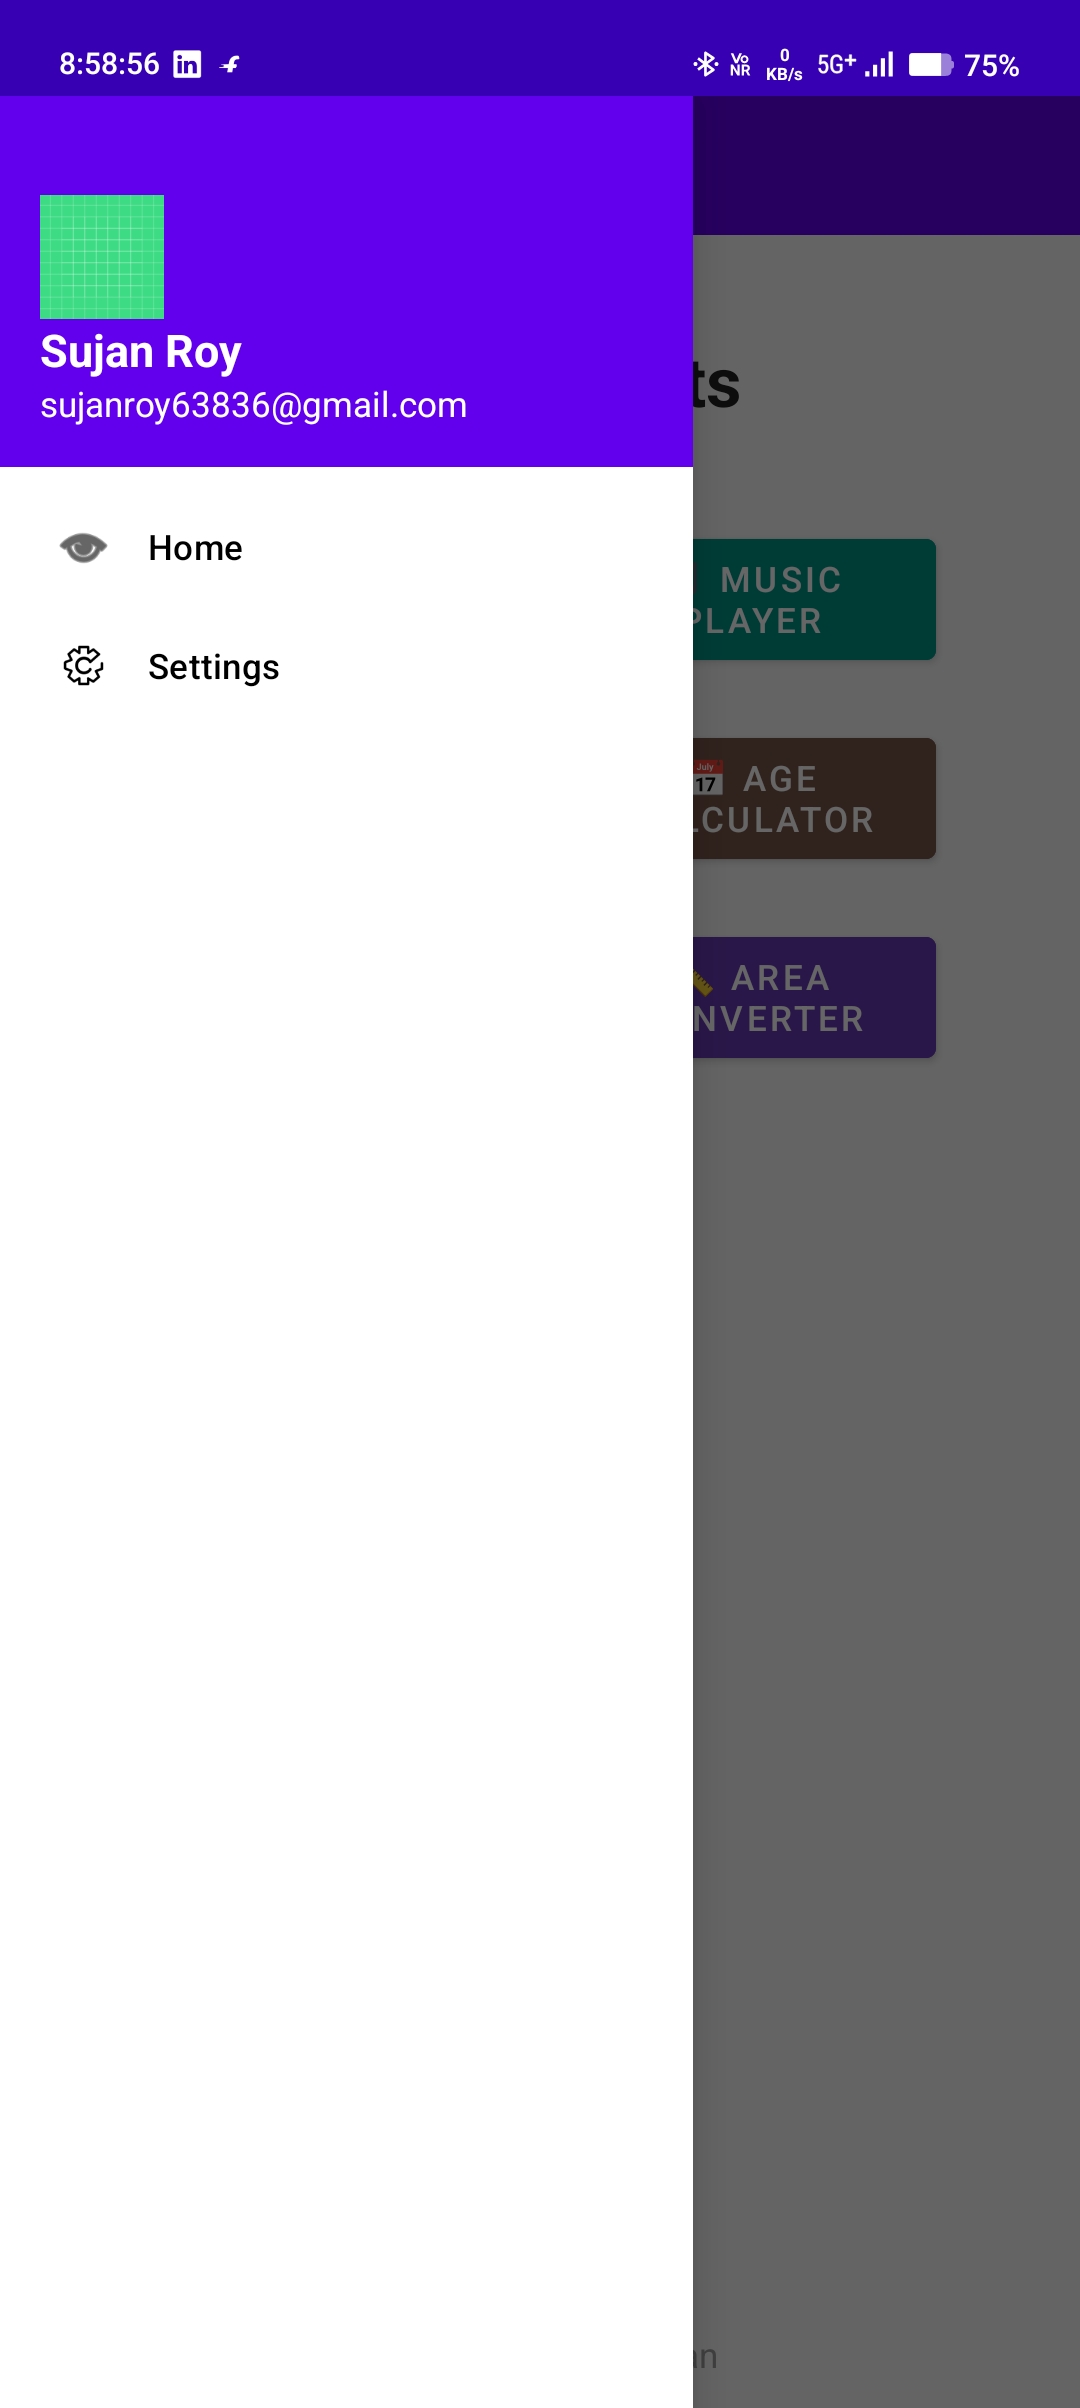 8:58:56 in Vo NR 0 KB/s 5G+ 75%
Sujan Roy
sujanroy63836@gmail.com
ts
Home
MUSIC
PLAYER
Settings
July 17 AGE
LCULATOR
AREA
NVERTER
an